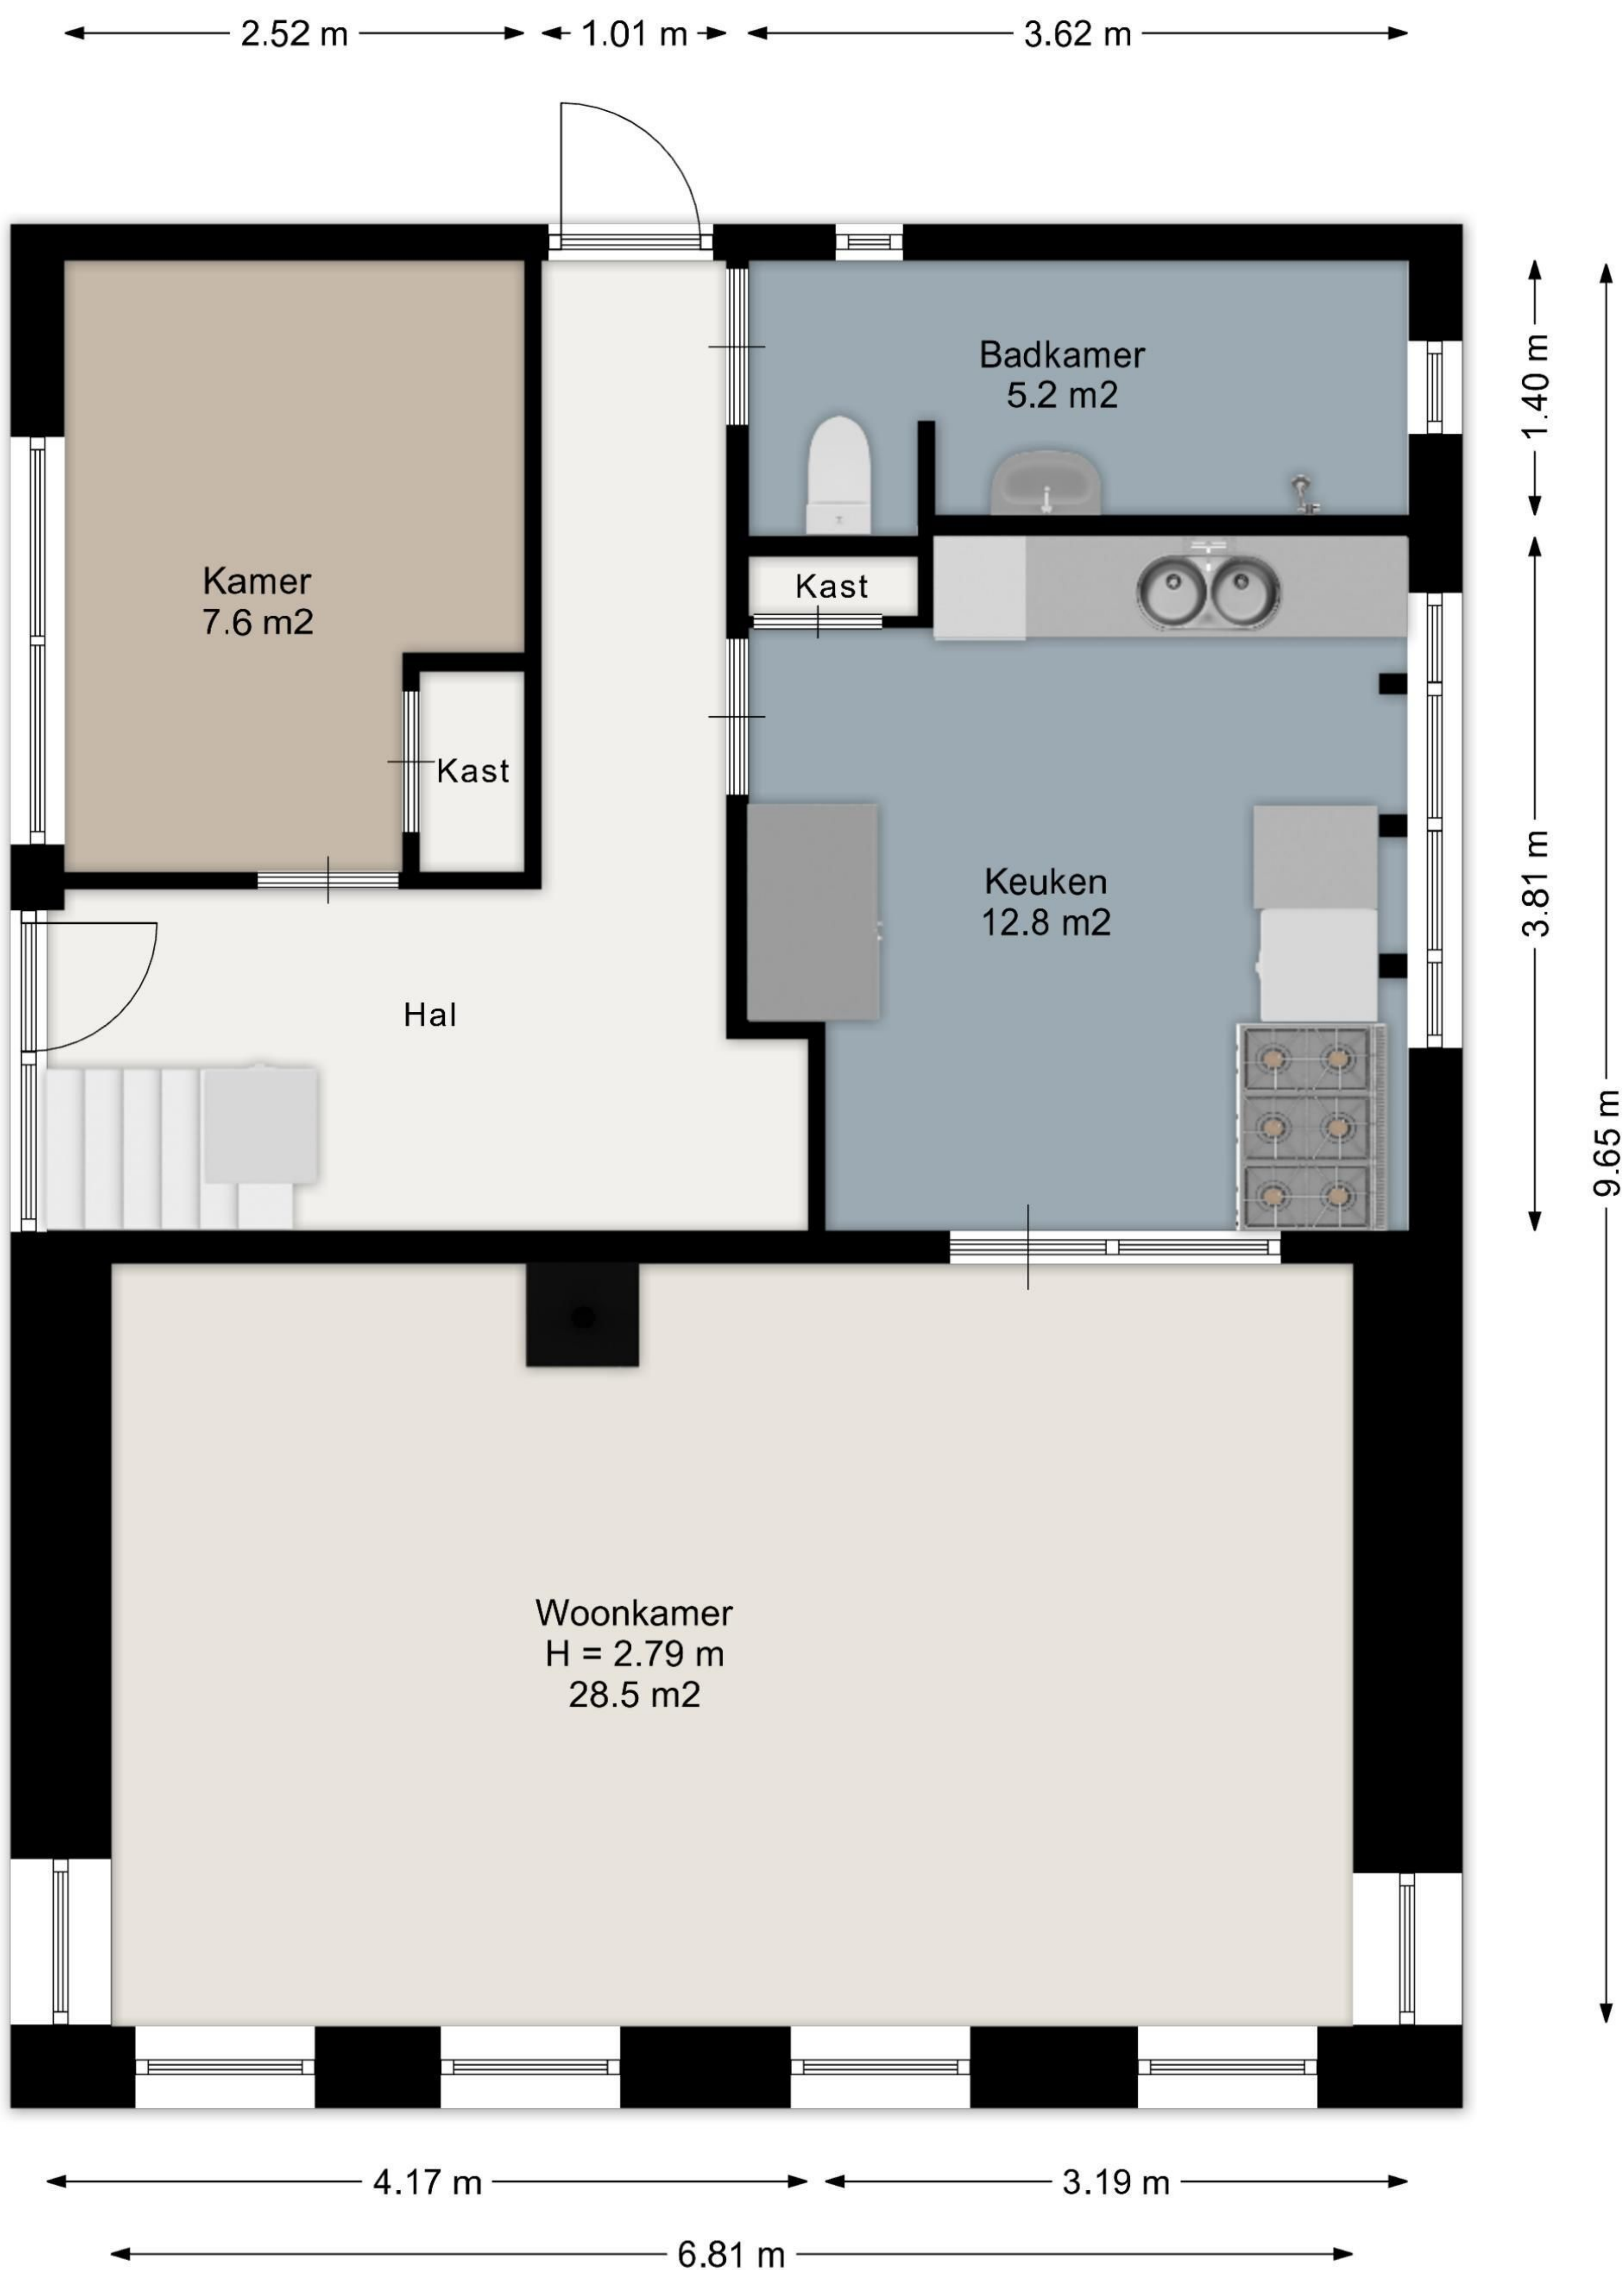 2.52 m
1.01 m
3.62 m
Badkamer
5.2 m2
1.40 m
Kamer
7.6 m2
Kast
Kast
Keuken
12.8 m2
3.81 m
Hal
9.65 m
Woonkamer
H = 2.79 m
28.5 m2
4.17 m
3.19 m
6.81 m